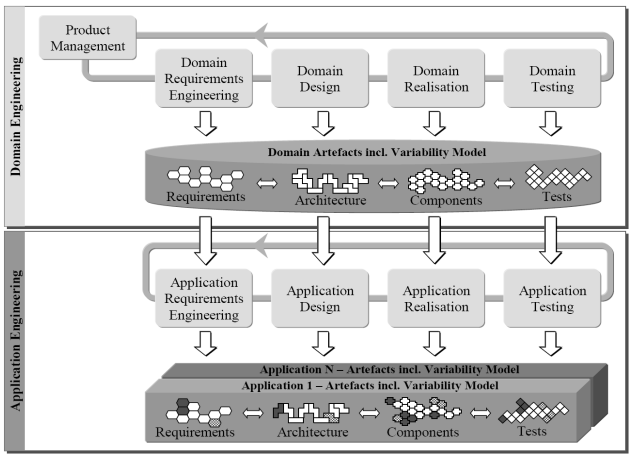 Product
Management
Domain Engineering
Domain
Requirements
Engineering
Domain
Design
Domain
Realisation
Domain
Testing
Domain Artefacts incl. Variability Model
Requirements
Architecture
Components
Tests
Application Engineering
Application
Requirements
Engineering
Application
Design
Application
Realisation
Application
Testing
Application N – Artefacts incl. Variability Model
Application 1 – Artefacts incl. Variability Model
Requirements
Architecture
Components
Tests